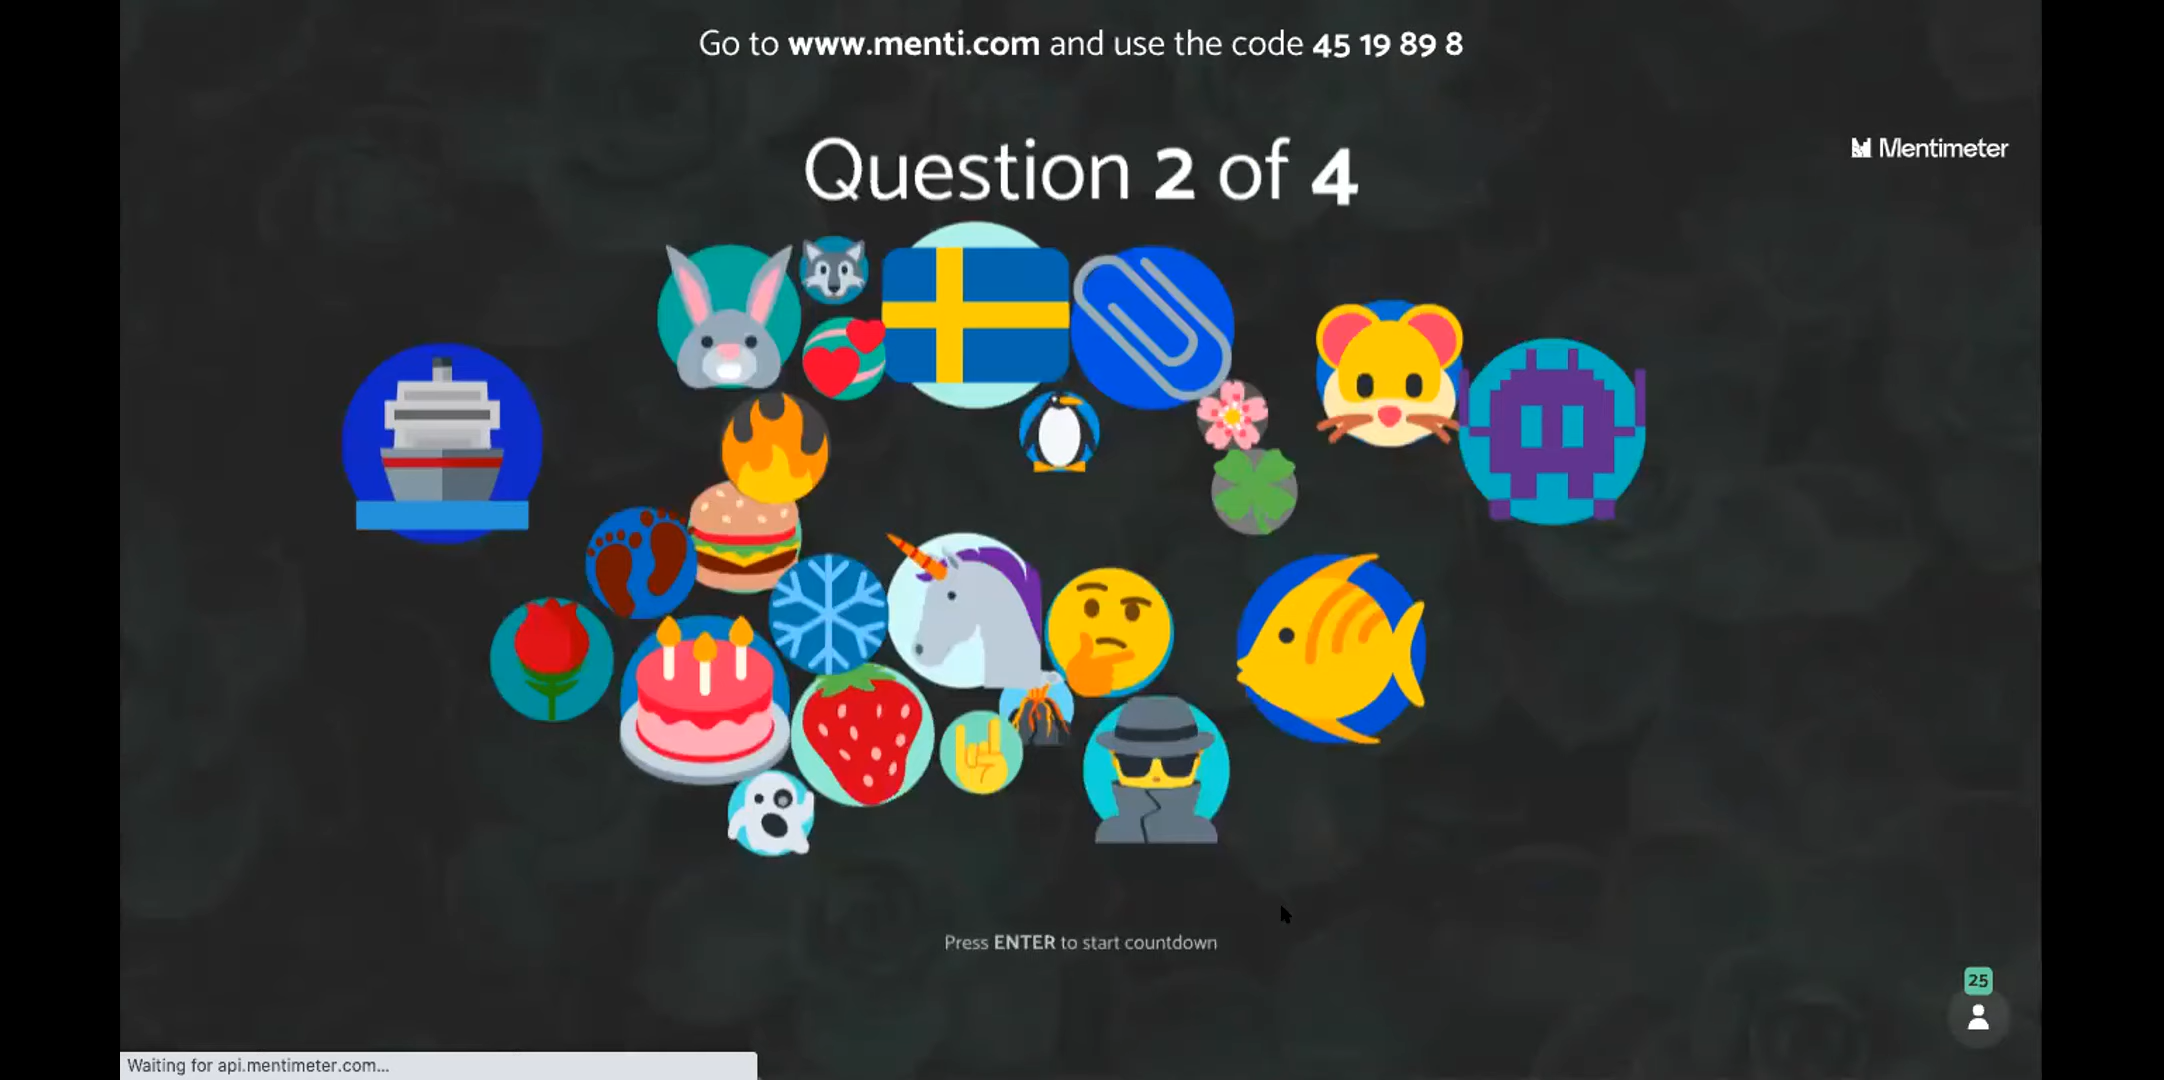 Go to www.menti.com and use the code 45 19 89 8
Mentimeter
Question 2 of 4
Press ENTER to start countdown
25
Waiting for api.mentimeter.com...